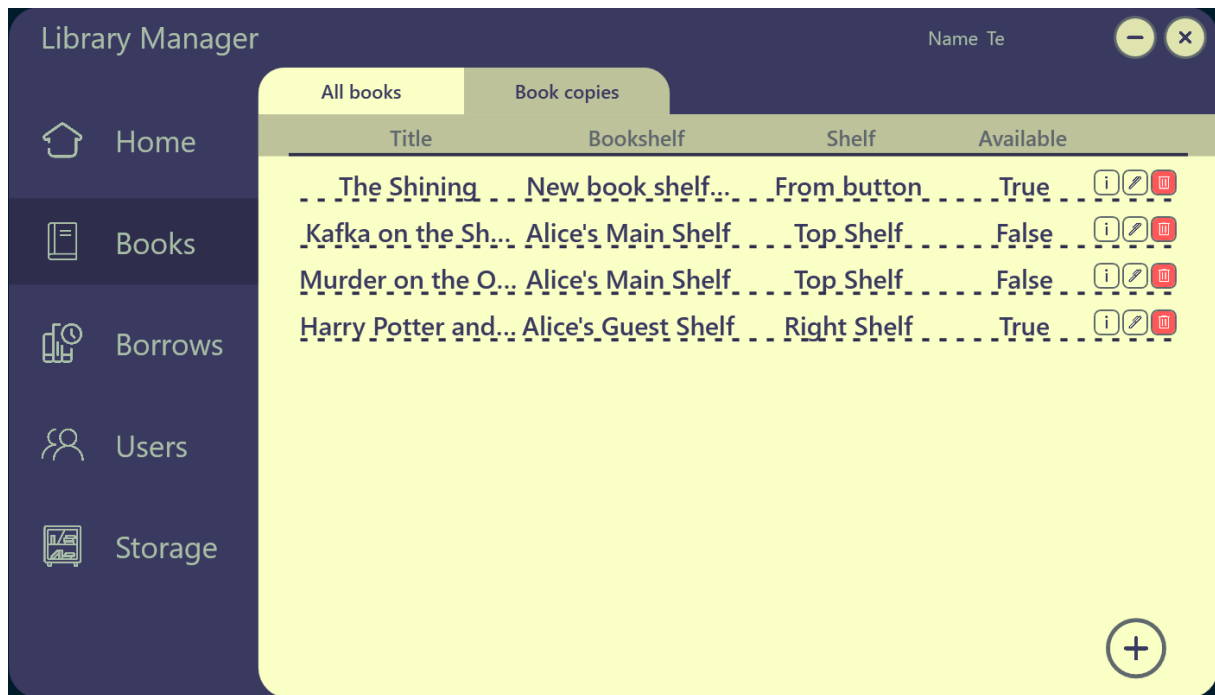 Library Manager Name Te
All books Book copies
Title Bookshelf Shelf Available
Home
The Shining New book shelf... From button True
Books
Kafka on the Sh... Alice's Main Shelf Top Shelf False
Murder on the O... Alice's Main Shelf Top Shelf False
Harry Potter and... Alice's Guest Shelf Right Shelf True
Borrows
Users
Storage